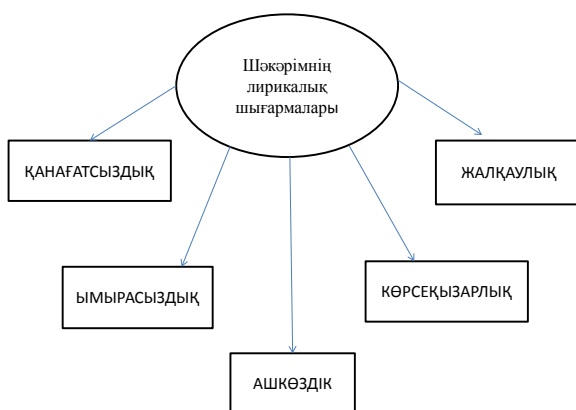 Шәкәрімнің
лирикалық
шығармалары
ҚАНАҒАТСЫЗДЫҚ
ЖАЛҚАУЛЫҚ
ЫМЫРАСЫЗДЫҚ
КӨРСЕҚЫЗАРЛЫҚ
АШКӨЗДІК